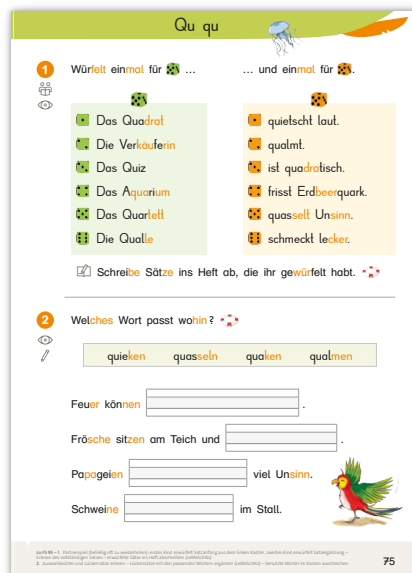 Qu qu
1 Würfelt einmal für ... ... und einmal für .
Das Quadrat
Die Verkäuferin
Das Quiz
Das Aquarium
Das Quartett
Die Qualle
quietscht laut.
qualmt.
ist quadratisch.
frisst Erdbeerquark.
quasselt Unsinn.
schmeckt lecker.
Schreibe Sätze ins Heft ab, die ihr gewürfelt habt.
2 Welches Wort passt wohin?
quieken quasseln quaken qualmen
Feuer können .
Frösche sitzen am Teich und .
Papageien viel Unsinn.
Schweine im Stall.
75